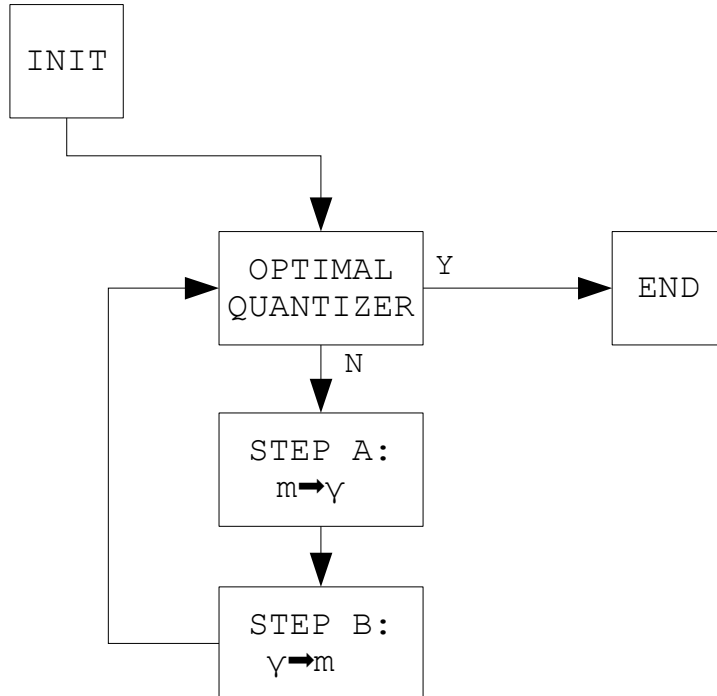 INIT
OPTIMAL
QUANTIZER
Y
END
N
STEP A:
m➞γ
STEP B:
γ➞m